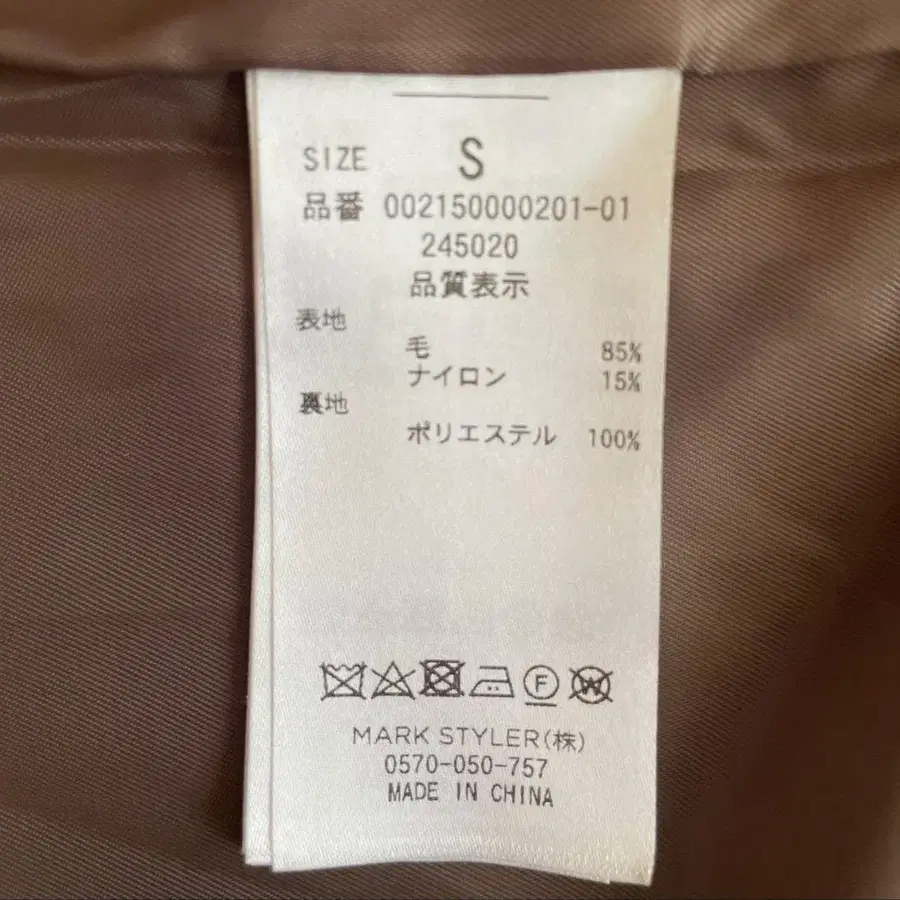 SIZE S
品番 002150000201-01
245020
品質表示
表地
毛 85%
ナイロン 15%
裏地
ポリエステル 100%
F W
MARK STYLER(株)
0570-050-757
MADE IN CHINA